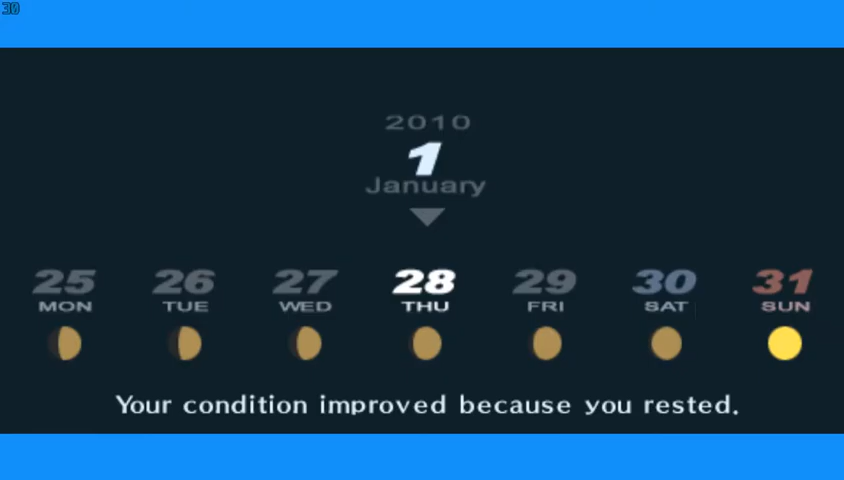 30
2010
1
January
25 26 27 28 29 30 31
MON TUE WED THU FRI SAT SUN
Your condition improved because you rested.